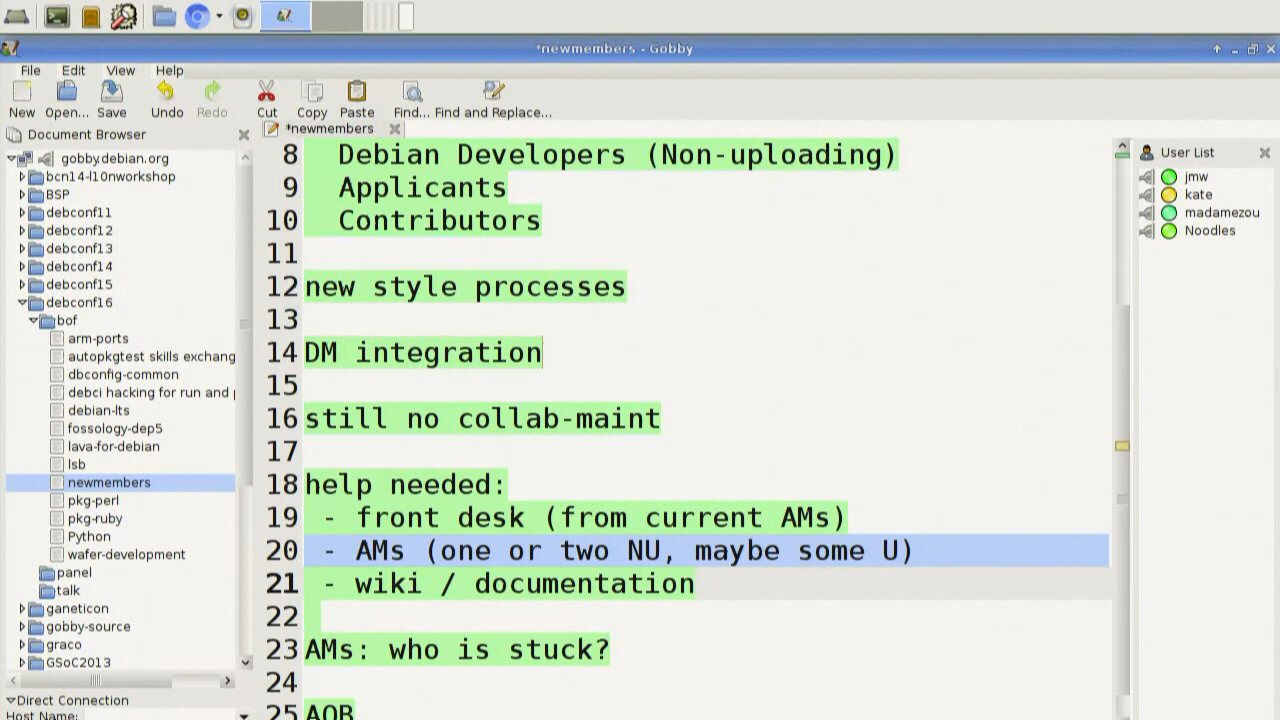 *newmembers - Gobby
File Edit View Help
New Open... Save Undo Redo Cut Copy Paste Find... Find and Replace...
Document Browser
*newmembers
User List
gobby.debian.org
bcn14-l10nworkshop
BSP
debconf11
debconf12
debconf13
debconf14
debconf15
debconf16
bof
arm-ports
autopkgtest skills exchang
dbconfig-common
debci hacking for run and
debian-lts
fossology-dep5
lava-for-debian
lsb
newmembers
pkg-perl
pkg-ruby
Python
wafer-development
panel
talk
ganeticon
gobby-source
graco
GSoC2013
Direct Connection
Host Name:
8 Debian Developers (Non-uploading)
9 Applicants
10 Contributors
11
12 new style processes
13
14 DM integration
15
16 still no collab-maint
17
18 help needed:
19 - front desk (from current AMs)
20 - AMs (one or two NU, maybe some U)
21 - wiki / documentation
22
23 AMs: who is stuck?
24
25 AOB
jmw
kate
madamezou
Noodles